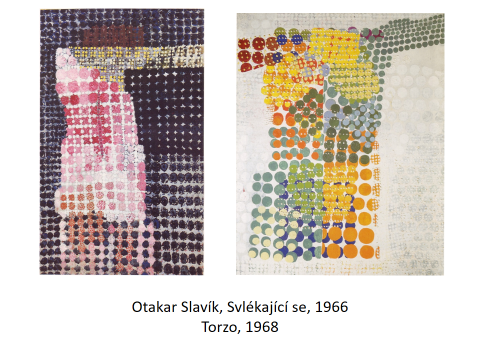 Otakar Slavík, Svlékající se, 1966
Torzo, 1968